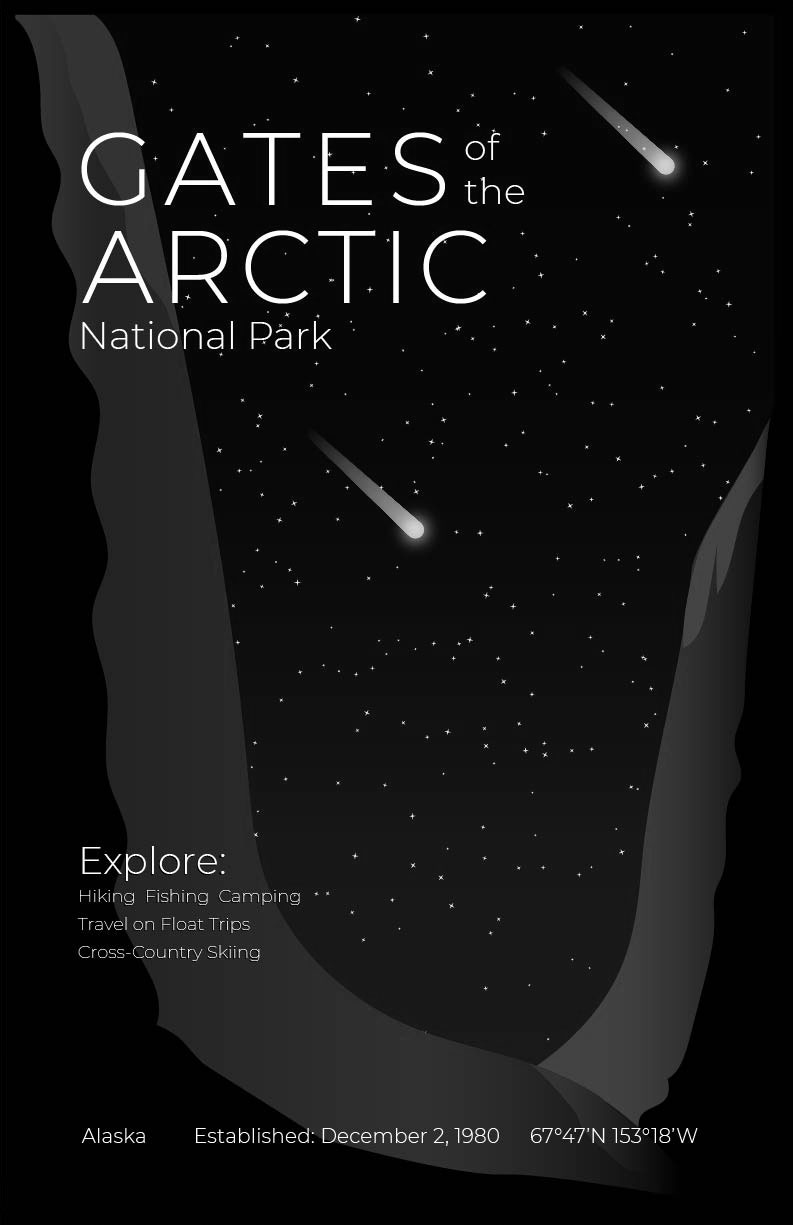 GATES of the
ARCTIC
National Park
Explore:
Hiking Fishing Camping
Travel on Float Trips
Cross-Country Skiing
Alaska Established: December 2, 1980 67°47’N 153°18’W